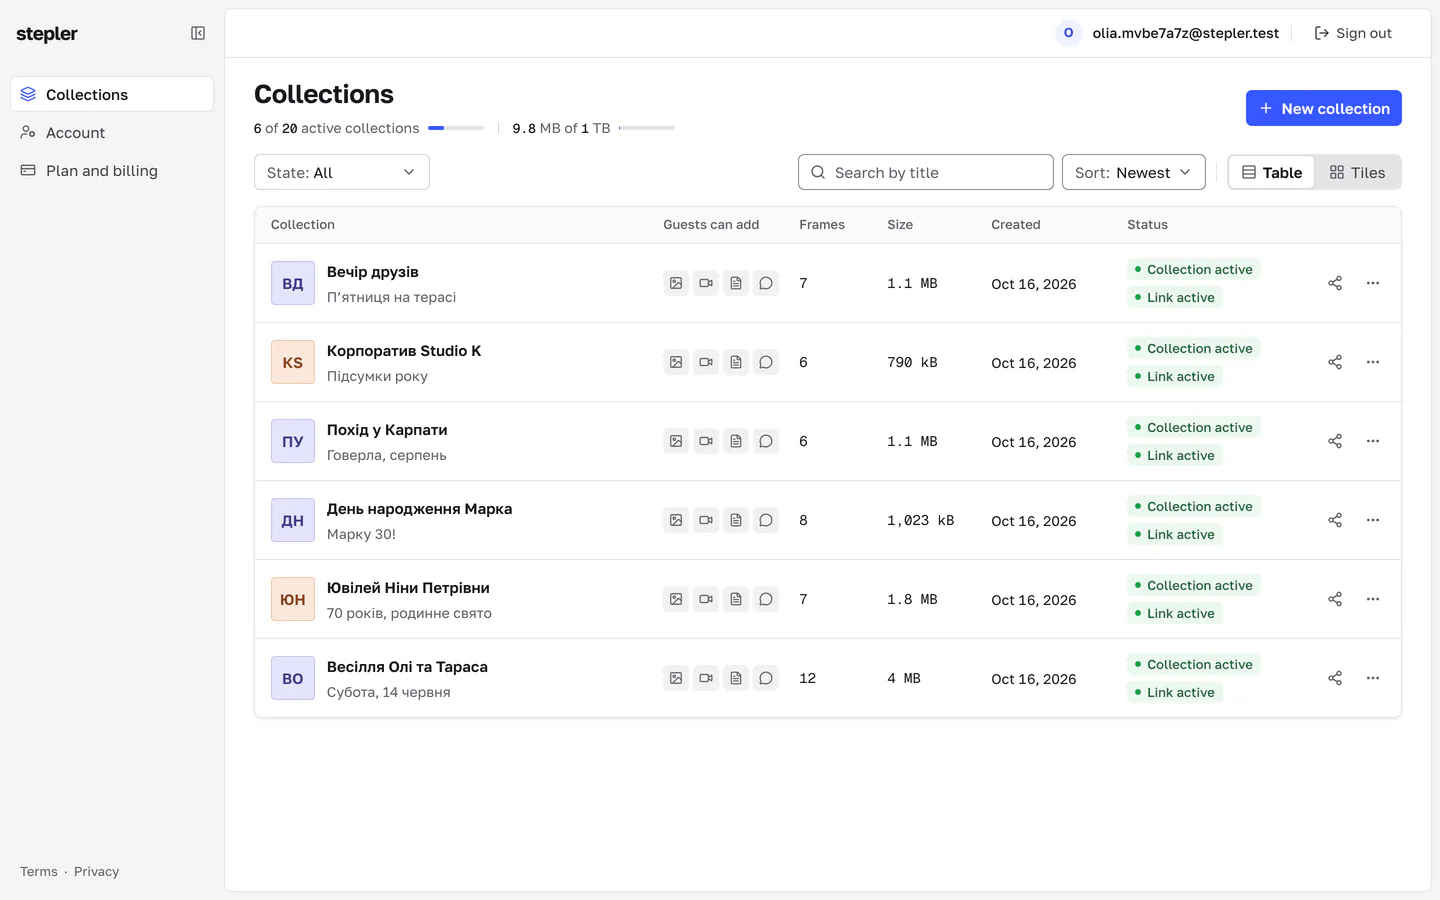 stepler
olia.mvbe7a7z@stepler.test
Sign out
O
Collections
Account
Plan and billing
Collections
6 of 20 active collections
9.8 MB of 1 TB
New collection
State: All
Search by title
Sort: Newest
Table
Tiles
Collection Guests can add Frames Size Created Status
ВД Вечір друзів 7 1.1 MB Oct 16, 2026 Collection active
П’ятниця на терасі Link active
KS Корпоратив Studio K 6 790 kB Oct 16, 2026 Collection active
Підсумки року Link active
ПУ Похід у Карпати 6 1.1 MB Oct 16, 2026 Collection active
Говерла, серпень Link active
ДН День народження Марка 8 1,023 kB Oct 16, 2026 Collection active
Марку 30! Link active
ЮН Ювілей Ніни Петрівни 7 1.8 MB Oct 16, 2026 Collection active
70 років, родинне свято Link active
ВО Весілля Олі та Тараса 12 4 MB Oct 16, 2026 Collection active
Субота, 14 червня Link active
Terms · Privacy